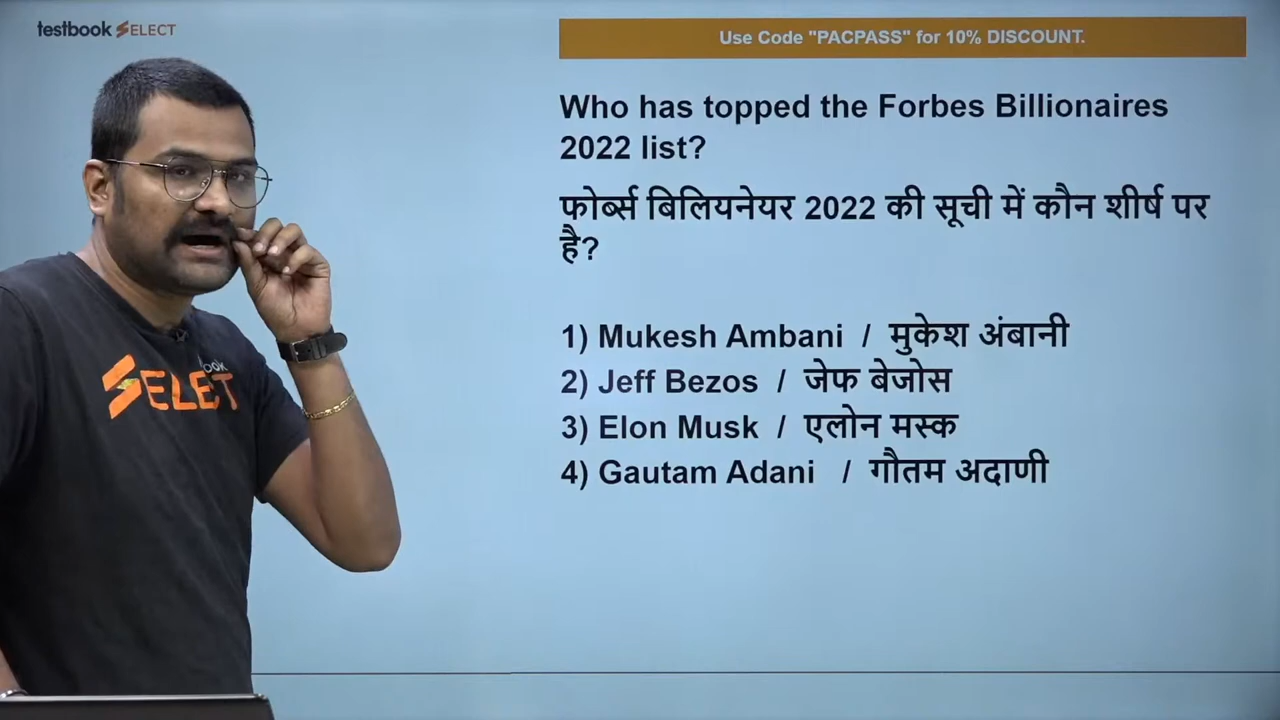 testbook SELECT
Use Code "PACPASS" for 10% DISCOUNT.
Who has topped the Forbes Billionaires
2022 list?
फोर्ब्स बिलियनेयर 2022 की सूची में कौन शीर्ष पर
है?
1) Mukesh Ambani / मुकेश अंबानी
2) Jeff Bezos / जेफ बेजोस
3) Elon Musk / एलोन मस्क
4) Gautam Adani / गौतम अदाणी
book
SELECT